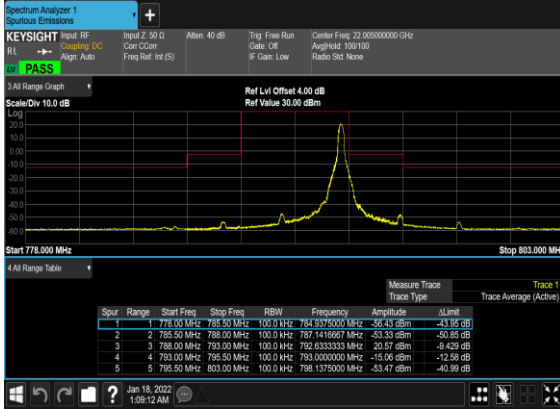 Spectrum Analyzer 1
Spurious Emissions
+
KEYSIGHT Input: RF Input Z: 50 Ω Atten: 40 dB Trig: Free Run Center Freq: 22.005000000 GHz
RL Coupling: DC Corr CCorr Gate: Off Avg|Hold: 100/100
Align: Auto Freq Ref: Int (S) IF Gain: Low Radio Std: None
PASS
3 All Range Graph
Ref Lvl Offset 4.00 dB
Scale/Div 10.0 dB Ref Value 30.00 dBm
Log
20.0
10.0
0.00
-10.0
-20.0
-30.0
-40.0
-50.0
-60.0
Start 778.000 MHz Stop 803.000 MH
4 All Range Table
Measure Trace Trace 1
Trace Type Trace Average (Active)
Spur Range Start Freq Stop Freq RBW Frequency Amplitude ΔLimit
1 1 778.00 MHz 785.50 MHz 100.0 kHz 784.9375000 MHz -56.43 dBm -43.95 dB
2 2 785.50 MHz 788.00 MHz 100.0 kHz 787.1416667 MHz -53.33 dBm -50.85 dB
3 3 788.00 MHz 793.00 MHz 100.0 kHz 792.6333333 MHz 20.57 dBm -9.429 dB
4 4 793.00 MHz 795.50 MHz 100.0 kHz 793.0000000 MHz -15.06 dBm -12.58 dB
5 5 795.50 MHz 803.00 MHz 100.0 kHz 798.1375000 MHz -53.47 dBm -40.99 dB
?
Jan 18, 2022
1:09:12 AM